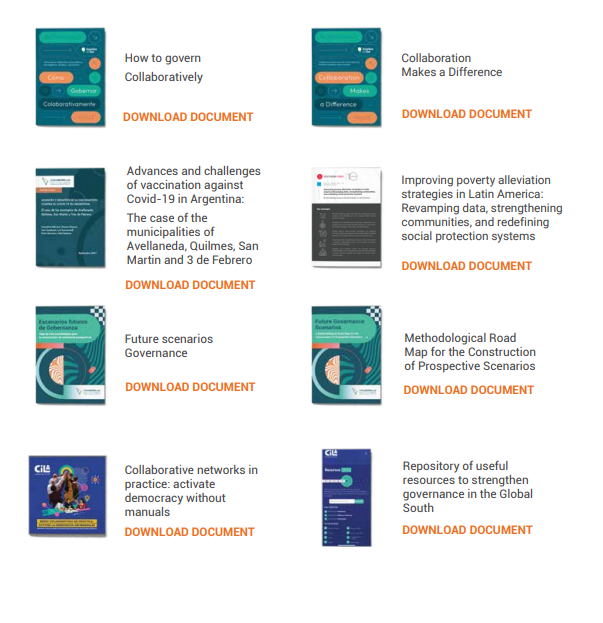 How to govern
Collaboratively
DOWNLOAD DOCUMENT
Cómo
Gobernar
Colaborativamente
Collaboration
Makes a Difference
DOWNLOAD DOCUMENT
Collaboration
Makes
a Difference
Advances and challenges
of vaccination against
Covid-19 in Argentina:
The case of the
municipalities of
Avellaneda, Quilmes, San
Martin and 3 de Febrero
DOWNLOAD DOCUMENT
Improving poverty alleviation
strategies in Latin America:
Revamping data, strengthening
communities, and redefining
social protection systems
DOWNLOAD DOCUMENT
Escenarios futuros
de Gobernanza
Future scenarios
Governance
DOWNLOAD DOCUMENT
Future Governance
Scenarios
Methodological Road
Map for the Construction
of Prospective Scenarios
DOWNLOAD DOCUMENT
CiLA
Collaborative networks in
practice: activate
democracy without
manuals
DOWNLOAD DOCUMENT
Repository of useful
resources to strengthen
governance in the Global
South
DOWNLOAD DOCUMENT